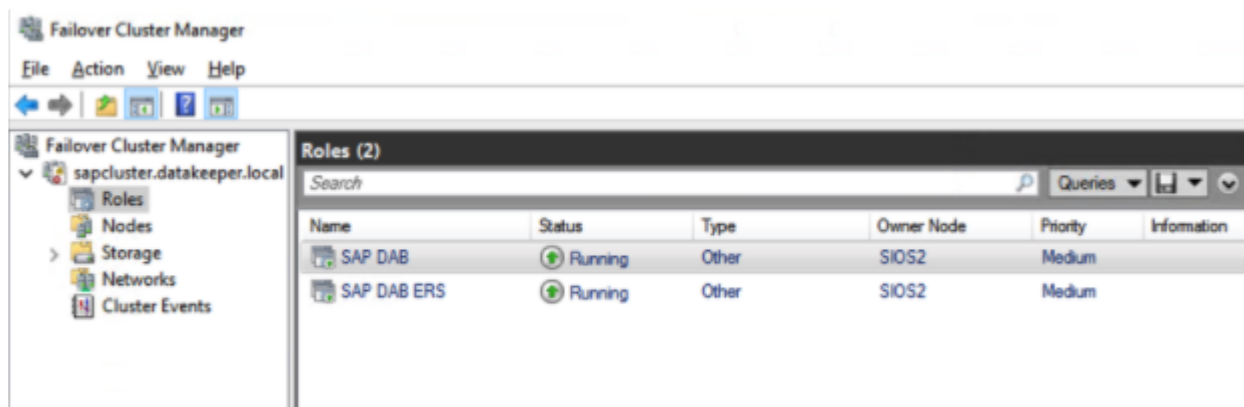 Failover Cluster Manager
File Action View Help
Failover Cluster Manager
sapcluster.datakeeper.local
Roles
Nodes
Storage
Networks
Cluster Events
Roles (2)
Search Queries
Name Status Type Owner Node Priority Information
SAP DAB Running Other SIOS2 Medium
SAP DAB ERS Running Other SIOS2 Medium